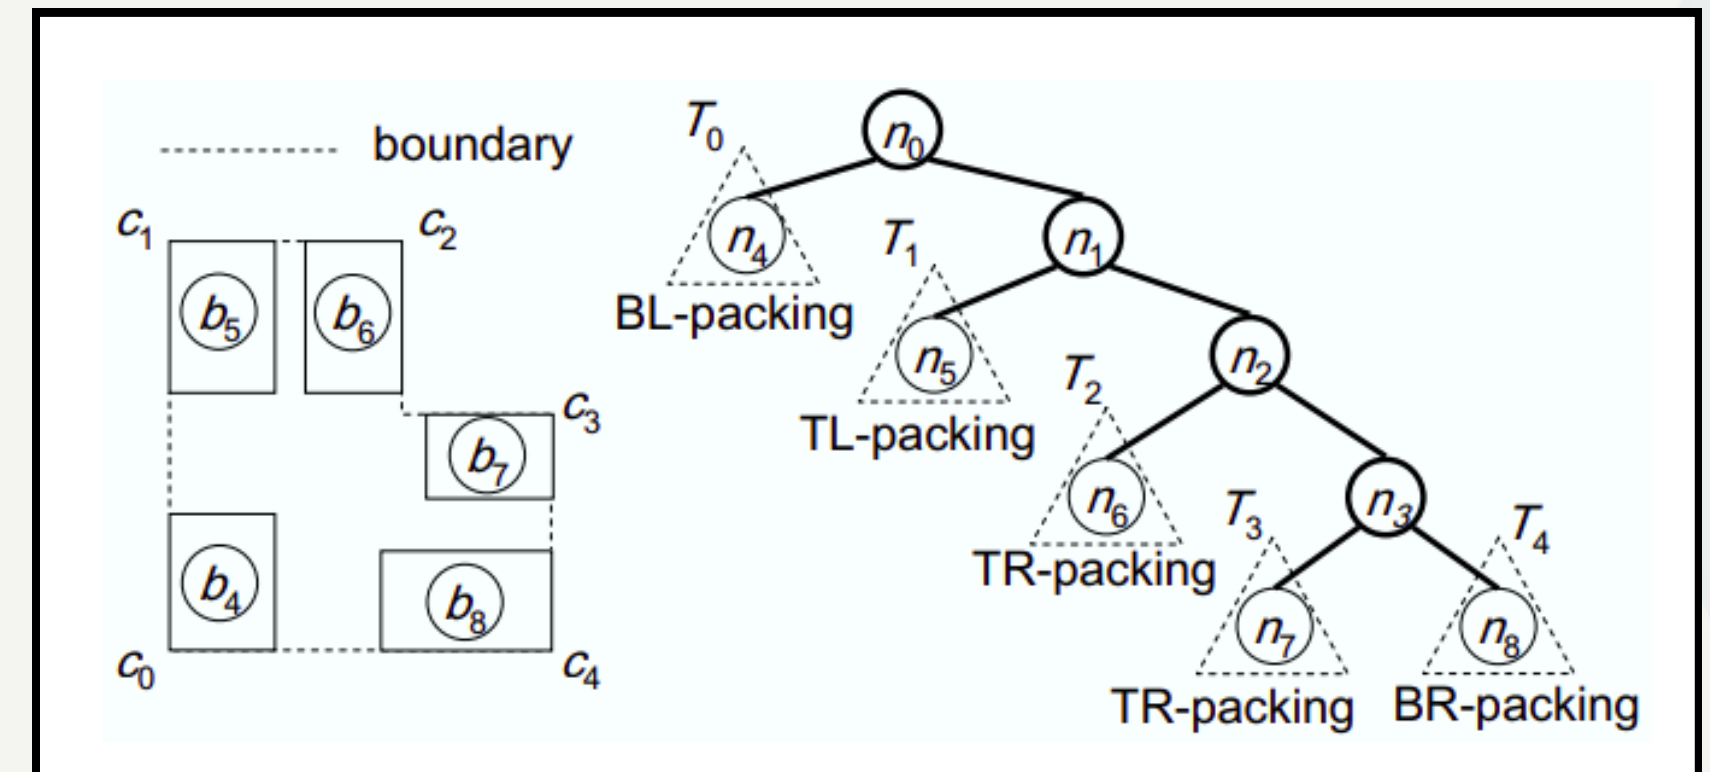 boundary
c1
c2
b5
b6
c3
b7
b4
b8
c0
c4
T0
n0
n4
BL-packing
T1
n1
n5
TL-packing
T2
n2
n6
TR-packing
T3
n3
T4
n7
n8
TR-packing
BR-packing